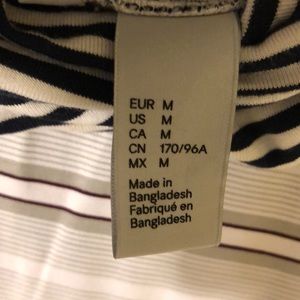 EUR M
US M
CA M
CN 170/96A
MX M
Made in
Bangladesh
Fabriqué en
Bangladesh